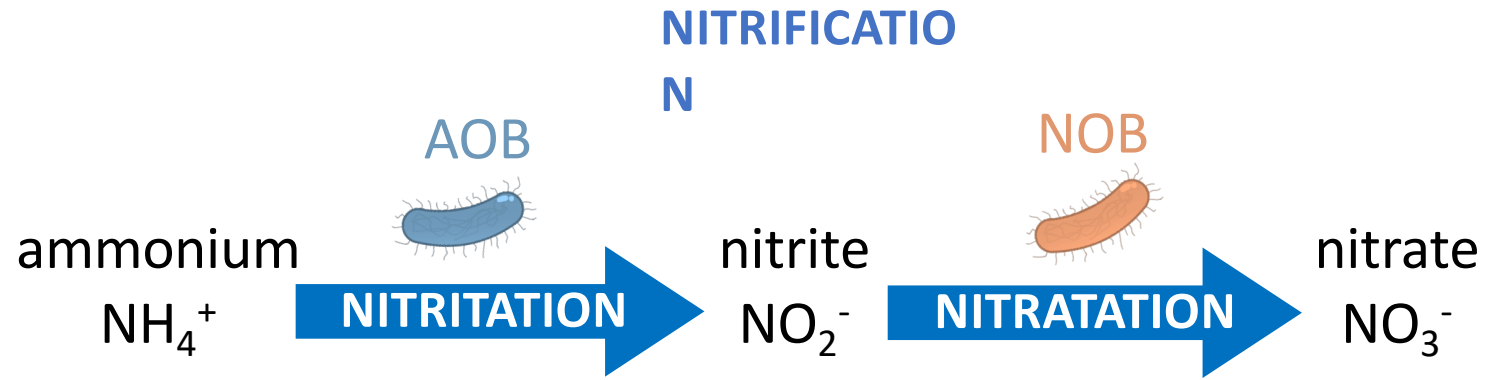 NITRIFICATIO
N
AOB
NOB
ammonium
NH₄⁺
NITRITATION
nitrite
NO₂⁻
NITRATATION
nitrate
NO₃⁻